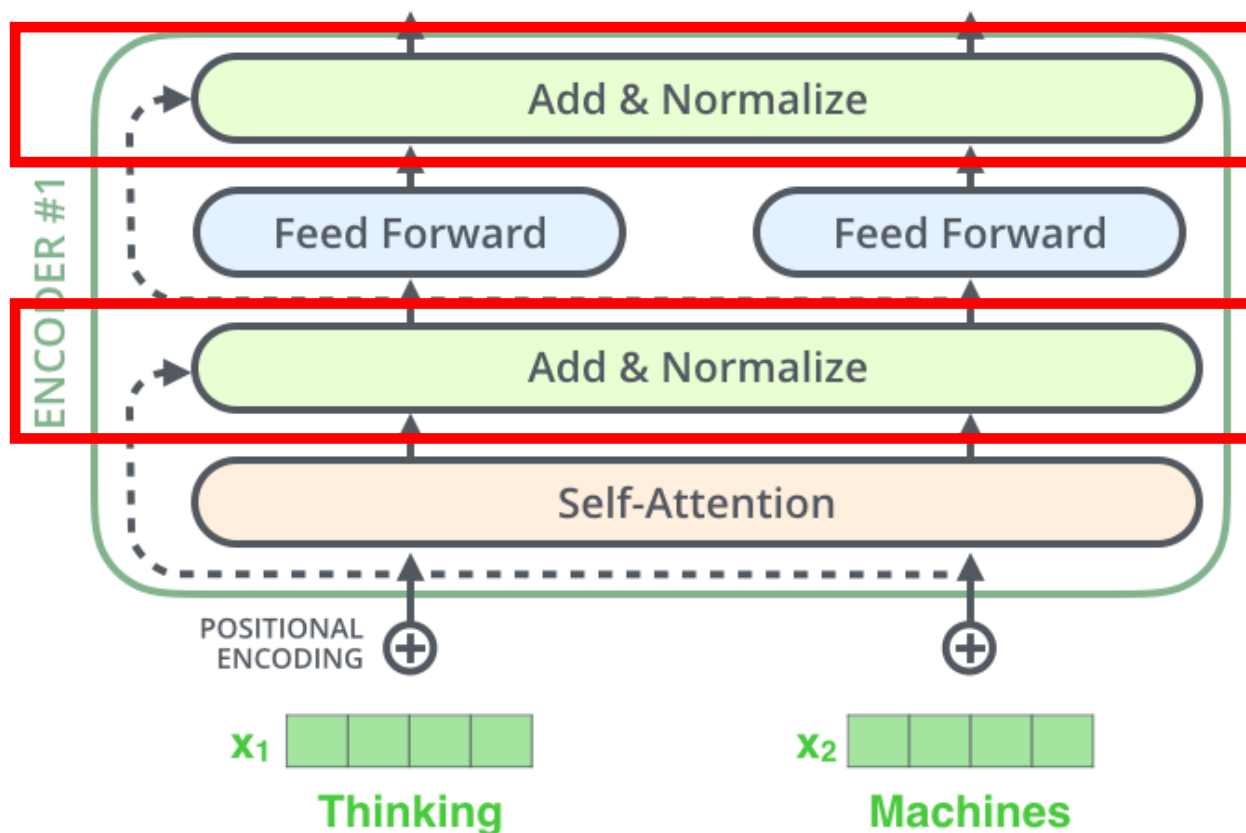 Add & Normalize
ENCODER #1
Feed Forward
Feed Forward
Add & Normalize
Self-Attention
POSITIONAL
ENCODING
x₁
x₂
Thinking
Machines